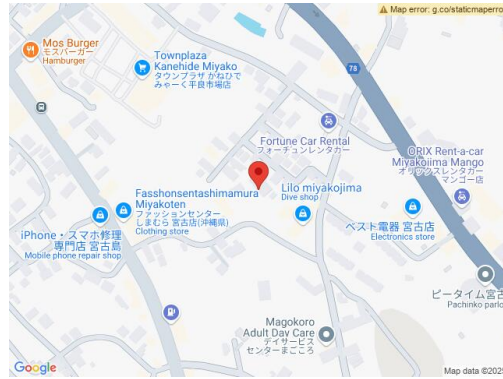 Map error: g.co/staticmaperro
Mos Burger
モスバーガー
Hamburger
Townplaza
Kanehide Miyako
タウンプラザ かねひで
みゃーく平良市場店
78
Fortune Car Rental
フォーチュンレンタカー
ORIX Rent-a-car
Miyakojima Mango
オリックスレンタカー
マンゴー店
Fasshonsentashimamura
Miyakoten
ファッションセンター
しまむら 宮古店(沖縄県)
Clothing store
Lilo miyakojima
Dive shop
iPhone・スマホ修理
専門店 宮古島
Mobile phone repair shop
ベスト電器 宮古店
Electronics store
ピータイム宮古
Pachinko parlo
Magokoro
Adult Day Care
デイサービス
センターまごころ
Google
Map data ©202